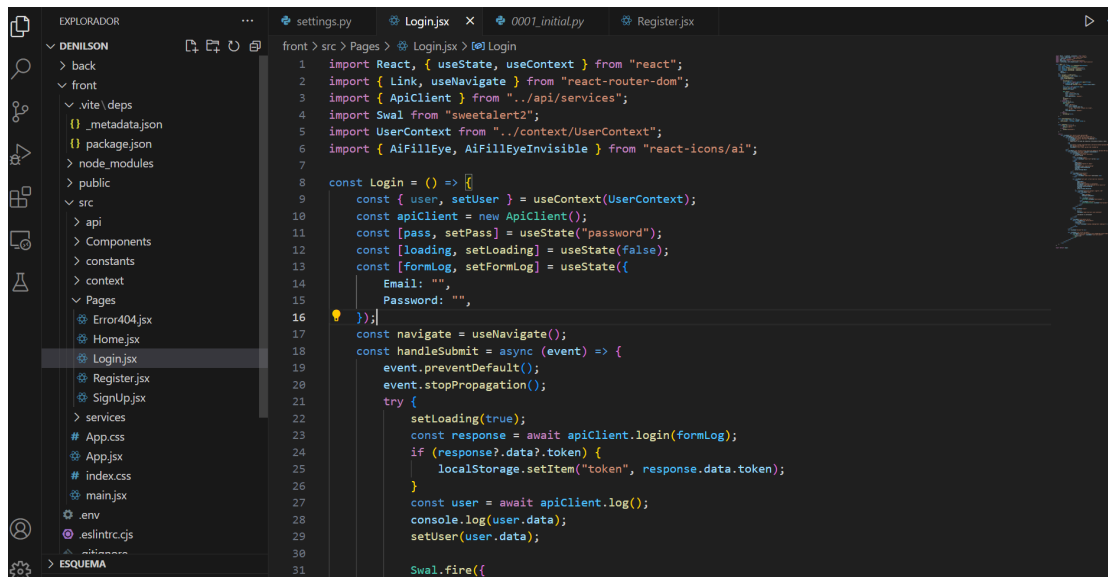 EXPLORADOR
...
settings.py
Login.jsx
0001_initial.py
Register.jsx
DENILSON
front > src > Pages > Login.jsx > Login
> back
front
.vite \ deps
{} _metadata.json
{} package.json
> node_modules
> public
src
> api
> Components
> constants
> context
Pages
Error404.jsx
Home.jsx
Login.jsx
Register.jsx
SignUp.jsx
> services
# App.css
App.jsx
# index.css
main.jsx
.env
.eslintrc.cjs
> ESQUEMA
1 import React, { useState, useContext } from "react";
2 import { Link, useNavigate } from "react-router-dom";
3 import { ApiClient } from "../api/services";
4 import Swal from "sweetalert2";
5 import UserContext from "../context/UserContext";
6 import { AiFillEye, AiFillEyeInvisible } from "react-icons/ai";
7
8 const Login = () => {
9 const { user, setUser } = useContext(UserContext);
10 const apiClient = new ApiClient();
11 const [pass, setPass] = useState("password");
12 const [loading, setLoading] = useState(false);
13 const [formLog, setFormLog] = useState({
14 Email: "",
15 Password: "",
16 });
17 const navigate = useNavigate();
18 const handleSubmit = async (event) => {
19 event.preventDefault();
20 event.stopPropagation();
21 try {
22 setLoading(true);
23 const response = await apiClient.login(formLog);
24 if (response?.data?.token) {
25 localStorage.setItem("token", response.data.token);
26 }
27 const user = await apiClient.log();
28 console.log(user.data);
29 setUser(user.data);
30
31 Swal.fire({